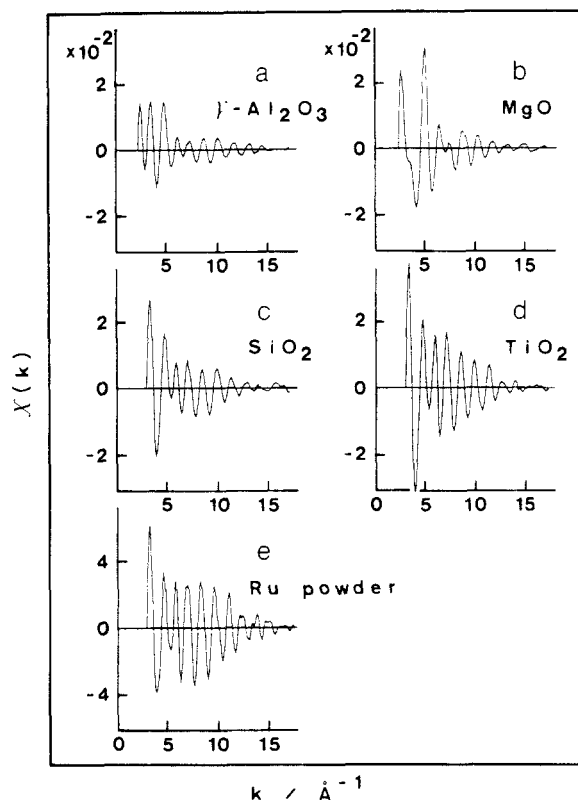 ×10⁻² ×10⁻²
a b
γ-Al₂O₃ MgO
2 2
0 0
-2 -2
5 10 15 5 10 15
c d
SiO₂ TiO₂
2 2
0 0
-2 -2
5 10 15 0 5 10 15
χ(k)
e
Ru powder
4
0
-4
0 5 10 15
k / Å⁻¹